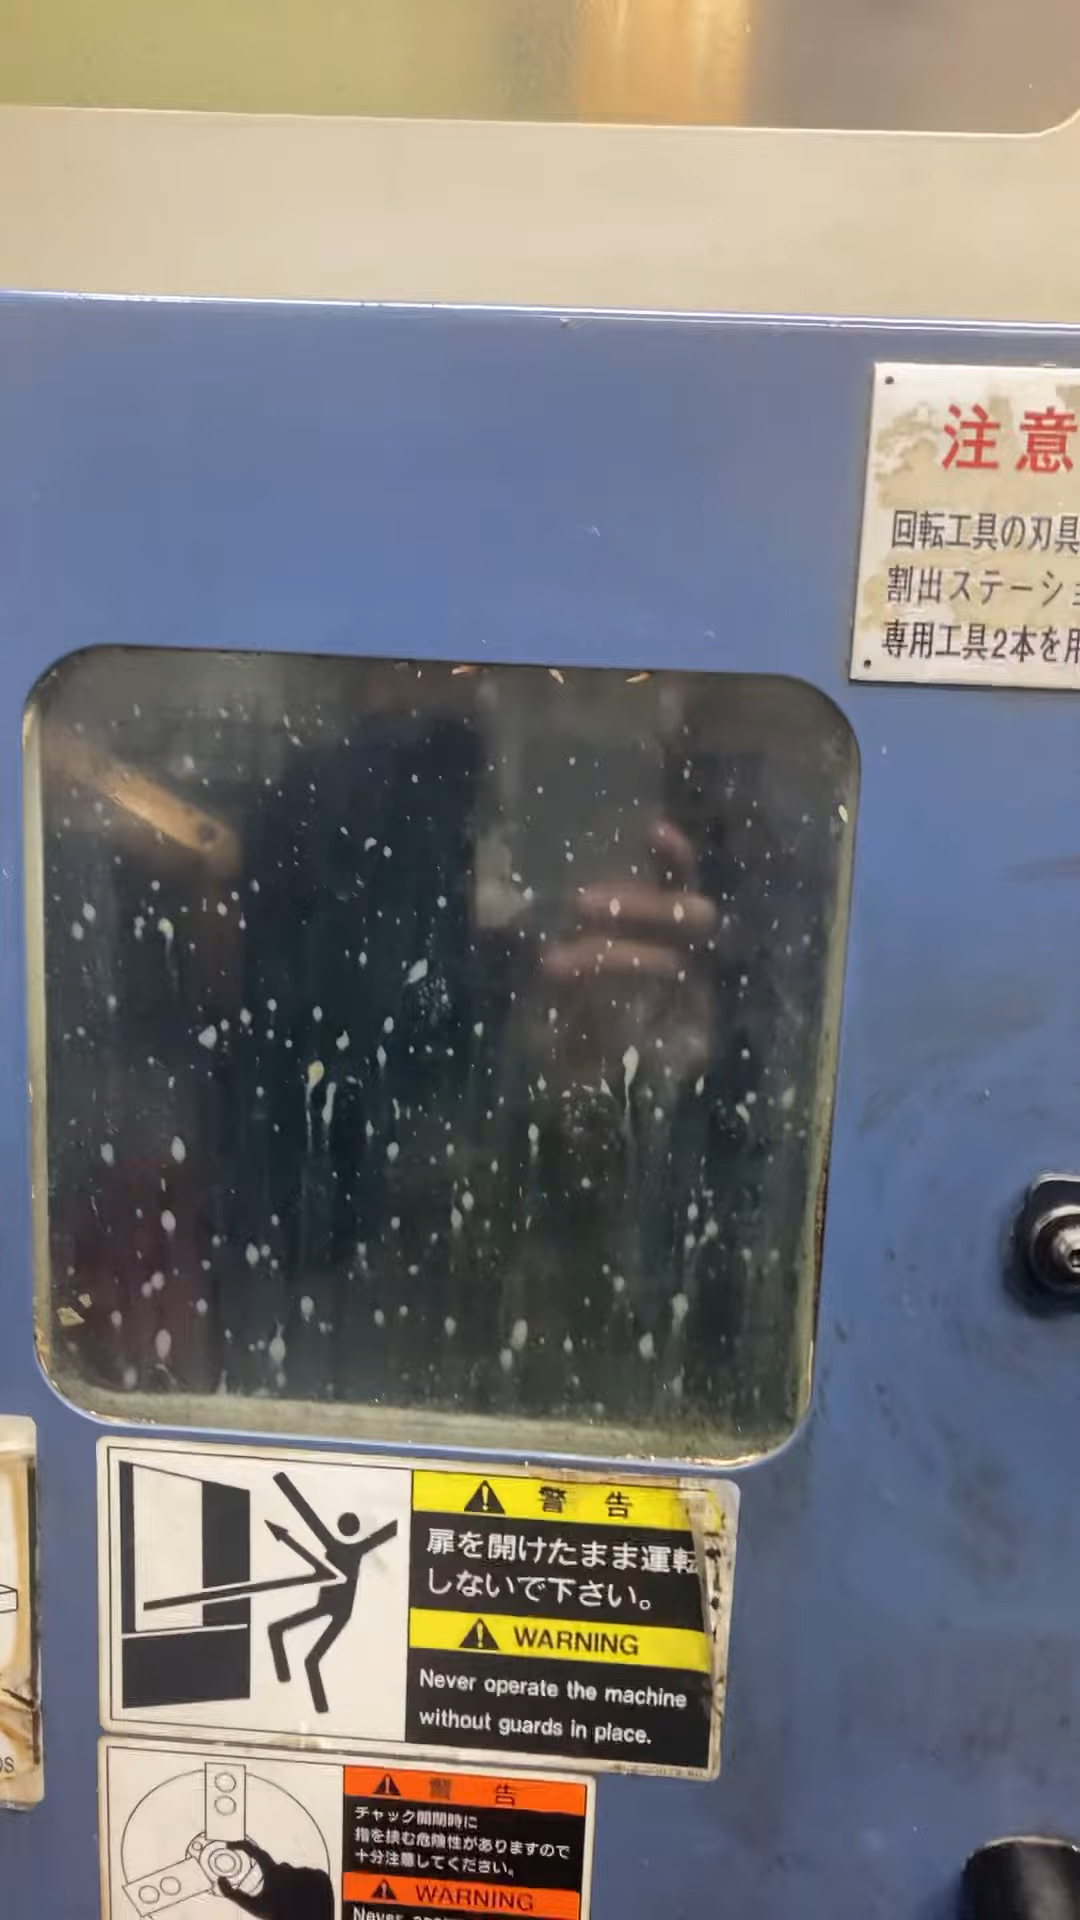 注意
回転工具の刃具
割出ステーショ
専用工具2本を用
警告
扉を開けたまま運転
しないで下さい。
WARNING
Never operate the machine
without guards in place.
警告
チャック開閉時に
指を挟む危険性がありますので
十分注意してください。
WARNING
Never